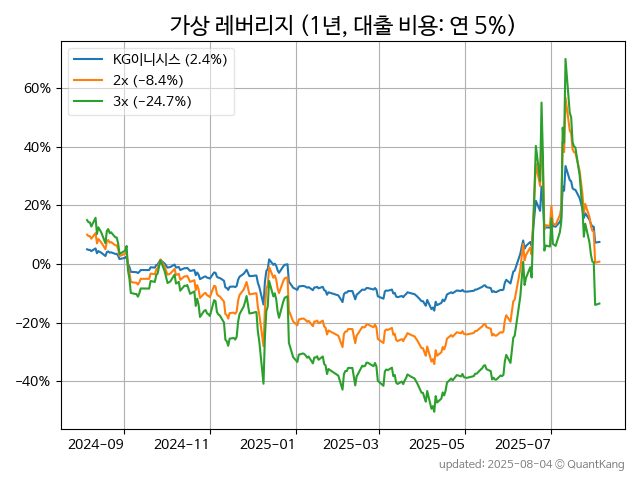 가상 레버리지 (1년, 대출 비용: 연 5%)
KG이니시스 (2.4%)
2x (−8.4%)
3x (−24.7%)
60%
40%
20%
0%
−20%
−40%
2024-09 2024-11 2025-01 2025-03 2025-05 2025-07
updated: 2025-08-04 © QuantKang